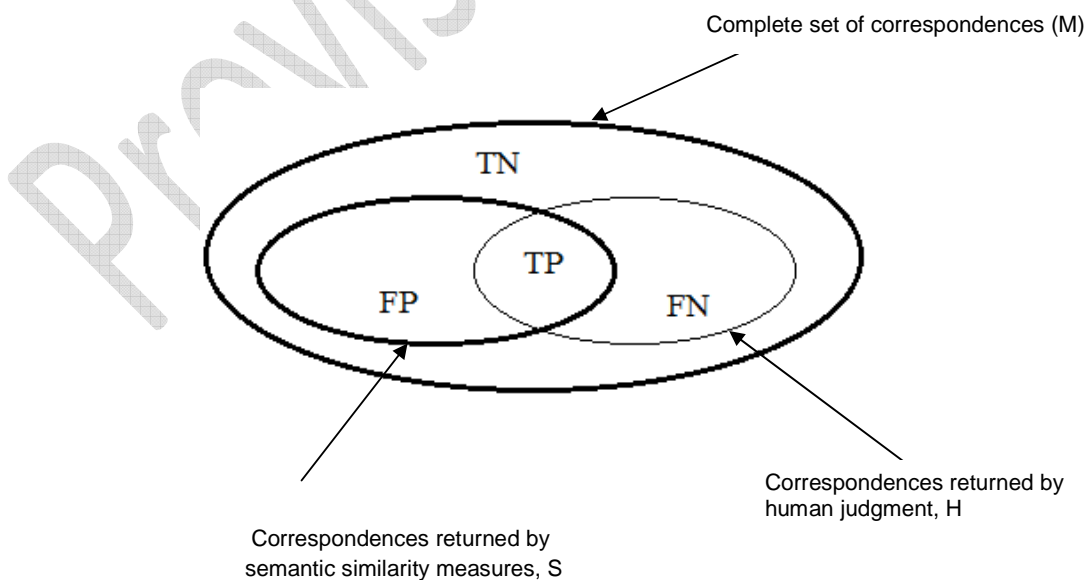 Provis
Complete set of correspondences (M)
TN
TP
FP
FN
Correspondences returned by
human judgment, H
Correspondences returned by
semantic similarity measures, S